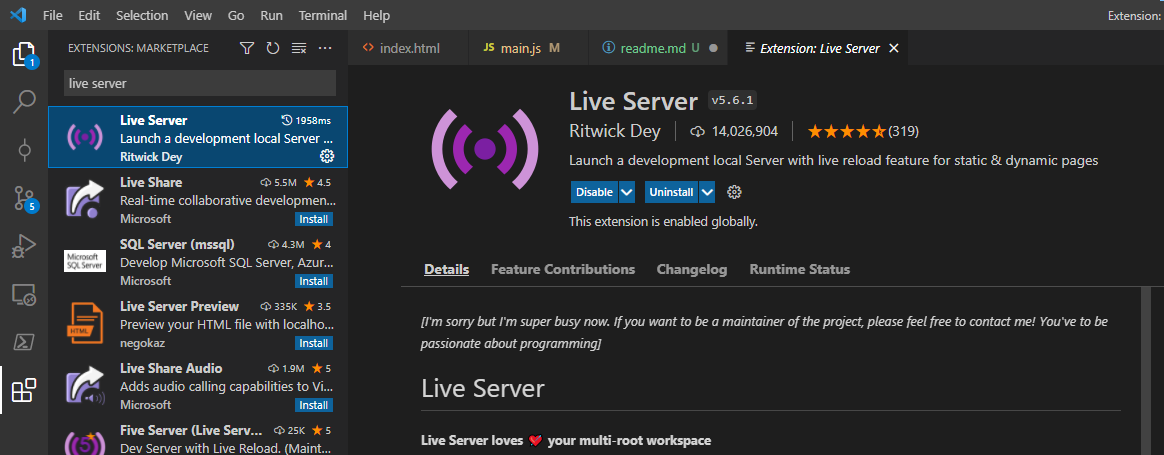 File Edit Selection View Go Run Terminal Help Extension:
EXTENSIONS: MARKETPLACE
index.html JS main.js M readme.md U Extension: Live Server
1
live server
Live Server 1958ms
Launch a development local Server ...
Ritwick Dey
Live Share 5.5M 4.5
Real-time collaborative developmen...
Microsoft Install
5
Microsoft SQL Server
SQL Server (mssql) 4.3M 4
Develop Microsoft SQL Server, Azur...
Microsoft Install
HTML
Live Server Preview 335K 3.5
Preview your HTML file with localho...
negokaz Install
Live Share Audio 1.9M 5
Adds audio calling capabilities to Vi...
Microsoft Install
5
Five Server (Live Serv... 25K 5
Dev Server with Live Reload. (Maint...
Live Server v5.6.1
Ritwick Dey 14,026,904 (319)
Launch a development local Server with live reload feature for static & dynamic pages
Disable Uninstall
This extension is enabled globally.
Details Feature Contributions Changelog Runtime Status
[I'm sorry but I'm super busy now. If you want to be a maintainer of the project, please feel free to contact me! You've to be
passionate about programming]
Live Server
Live Server loves ❤️ your multi-root workspace